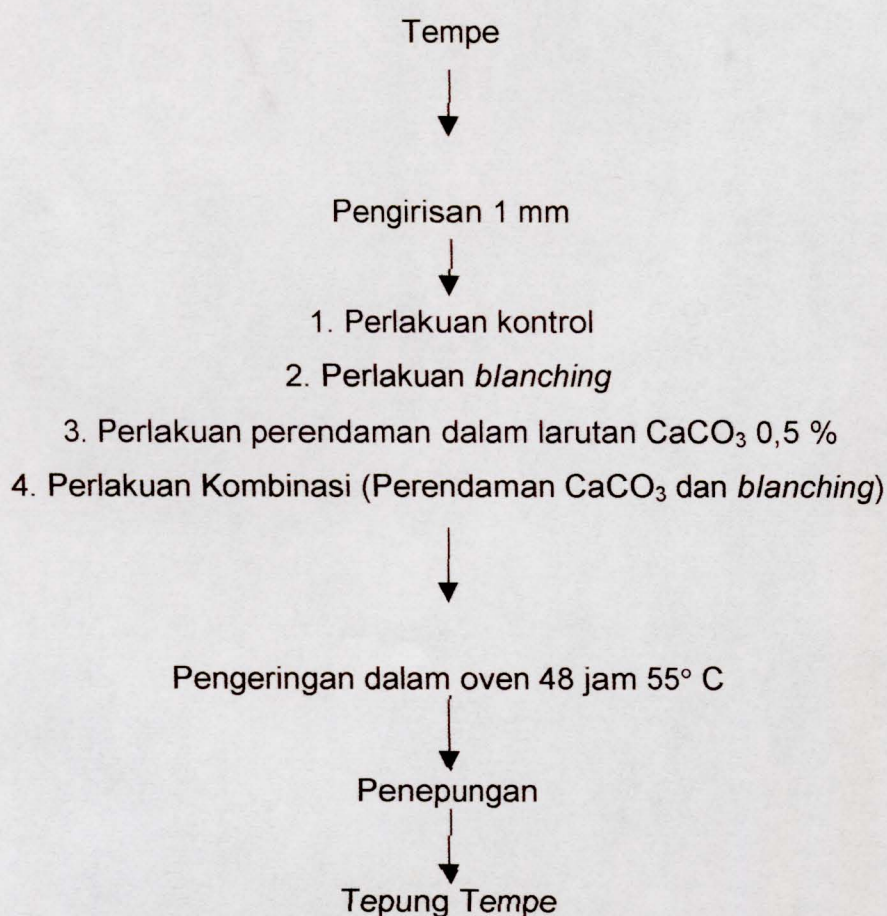 Tempe
Pengirisan 1 mm
1. Perlakuan kontrol
2. Perlakuan blanching
3. Perlakuan perendaman dalam larutan CaCO₃ 0,5 %
4. Perlakuan Kombinasi (Perendaman CaCO₃ dan blanching)
Pengeringan dalam oven 48 jam 55° C
Penepungan
Tepung Tempe